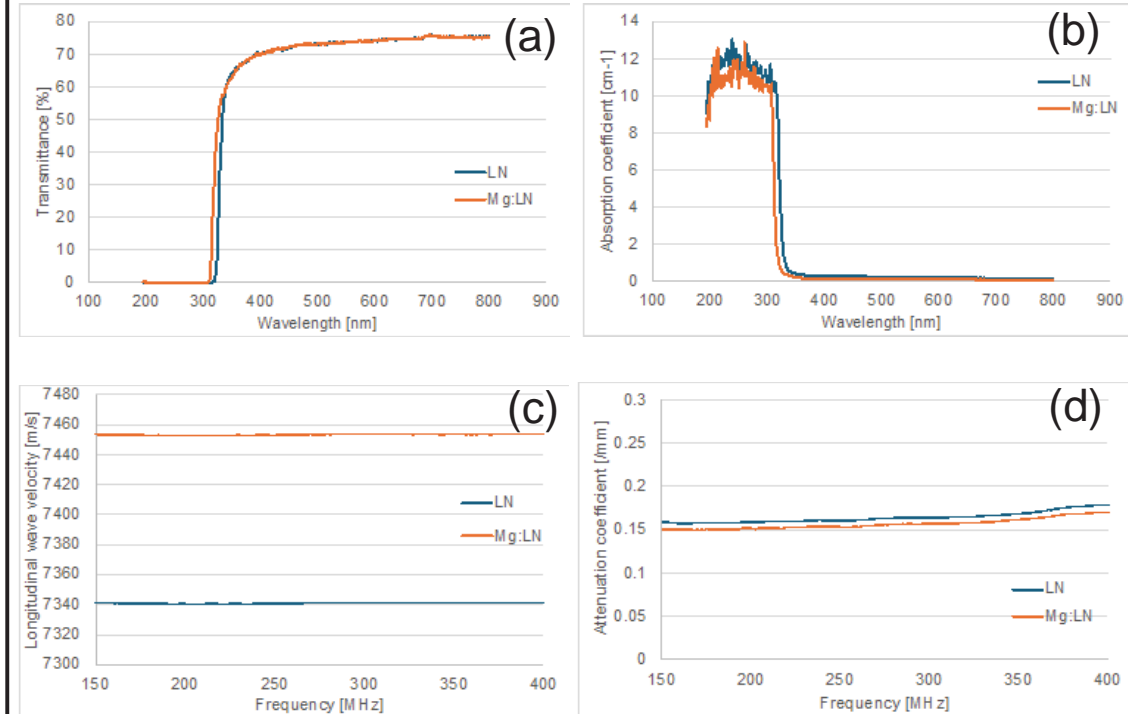 (a)
Transmittance [%]
80
70
60
50
40
30
20
10
0
100 200 300 400 500 600 700 800 900
Wavelength [nm]
LN
Mg:LN
(b)
Absorption coefficient [cm-1]
14
12
10
8
6
4
2
0
100 200 300 400 500 600 700 800 900
Wavelength [nm]
LN
Mg:LN
(c)
Longitudinal wave velocity [m/s]
7480
7460
7440
7420
7400
7380
7360
7340
7320
7300
150 200 250 300 350 400
Frequency [MHz]
LN
Mg:LN
(d)
Attenuation coefficient [/mm]
0.3
0.25
0.2
0.15
0.1
0.05
0
150 200 250 300 350 400
Frequency [MHz]
LN
Mg:LN